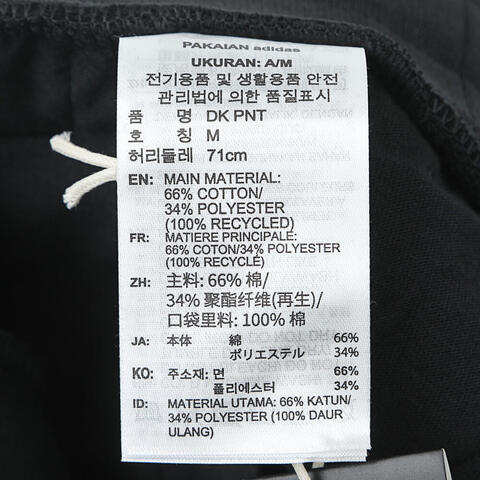 PAKAIAN adidas
UKURAN: A/M
전기용품 및 생활용품 안전
관리법에 의한 품질표시
품 명 DK PNT
호 칭 M
허리둘레 71cm
EN: MAIN MATERIAL:
66% COTTON/
34% POLYESTER
(100% RECYCLED)
FR: MATIERE PRINCIPALE:
66% COTON/34% POLYESTER
(100% RECYCLÉ)
ZH: 主料: 66% 棉/
34% 聚酯纤维(再生)/
口袋里料: 100% 棉
JA: 本体 綿 66%
ポリエステル 34%
KO: 주소재: 면 66%
폴리에스터 34%
ID: MATERIAL UTAMA: 66% KATUN/
34% POLYESTER (100% DAUR
ULANG)